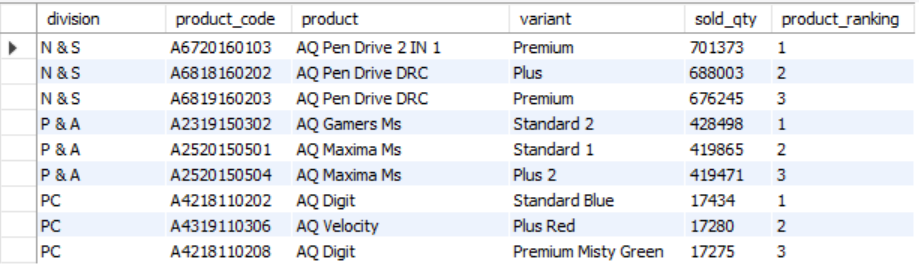 division product_code product variant sold_qty product_ranking
N & S A6720160103 AQ Pen Drive 2 IN 1 Premium 701373 1
N & S A6818160202 AQ Pen Drive DRC Plus 688003 2
N & S A6819160203 AQ Pen Drive DRC Premium 676245 3
P & A A2319150302 AQ Gamers Ms Standard 2 428498 1
P & A A2520150501 AQ Maxima Ms Standard 1 419865 2
P & A A2520150504 AQ Maxima Ms Plus 2 419471 3
PC A4218110202 AQ Digit Standard Blue 17434 1
PC A4319110306 AQ Velocity Plus Red 17280 2
PC A4218110208 AQ Digit Premium Misty Green 17275 3